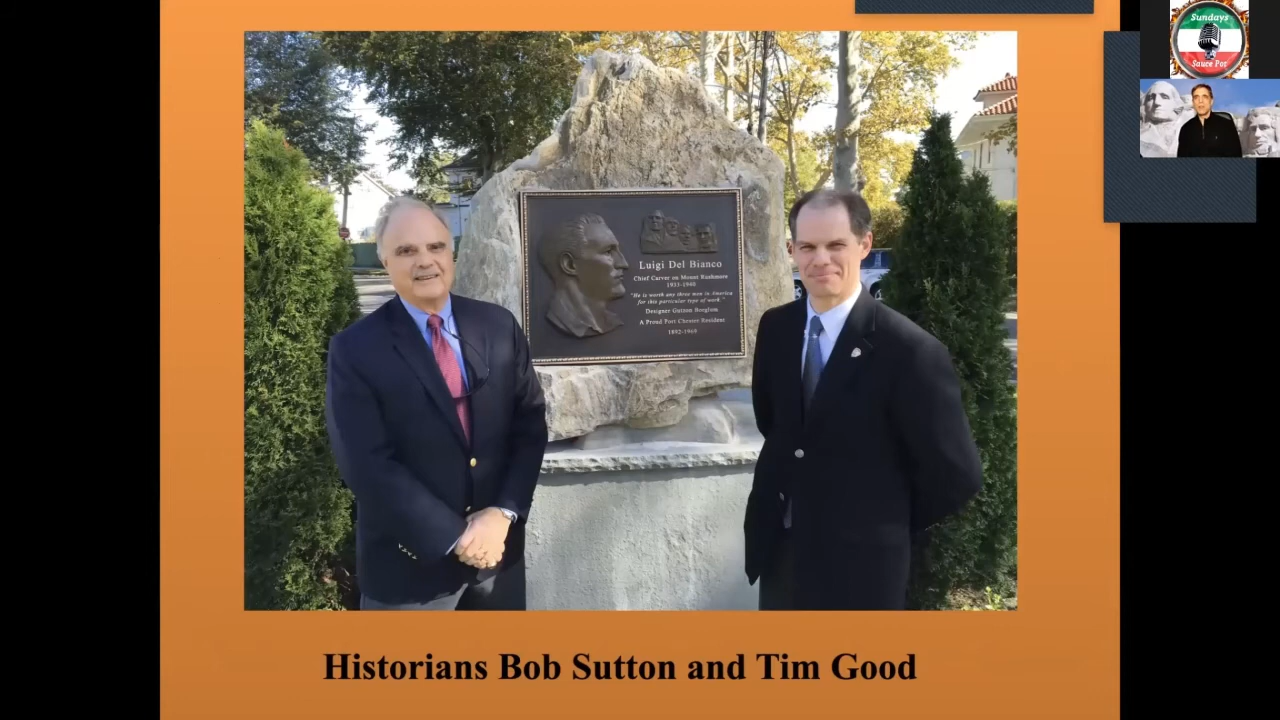 Sundays
Sauce Pot
Luigi Del Bianco
Chief Carver on Mount Rushmore
1933-1940
"He is worth any three men in America
for this particular type of work."
Designer Gutzon Borglum
A Proud Port Chester Resident
1892-1969
Historians Bob Sutton and Tim Good